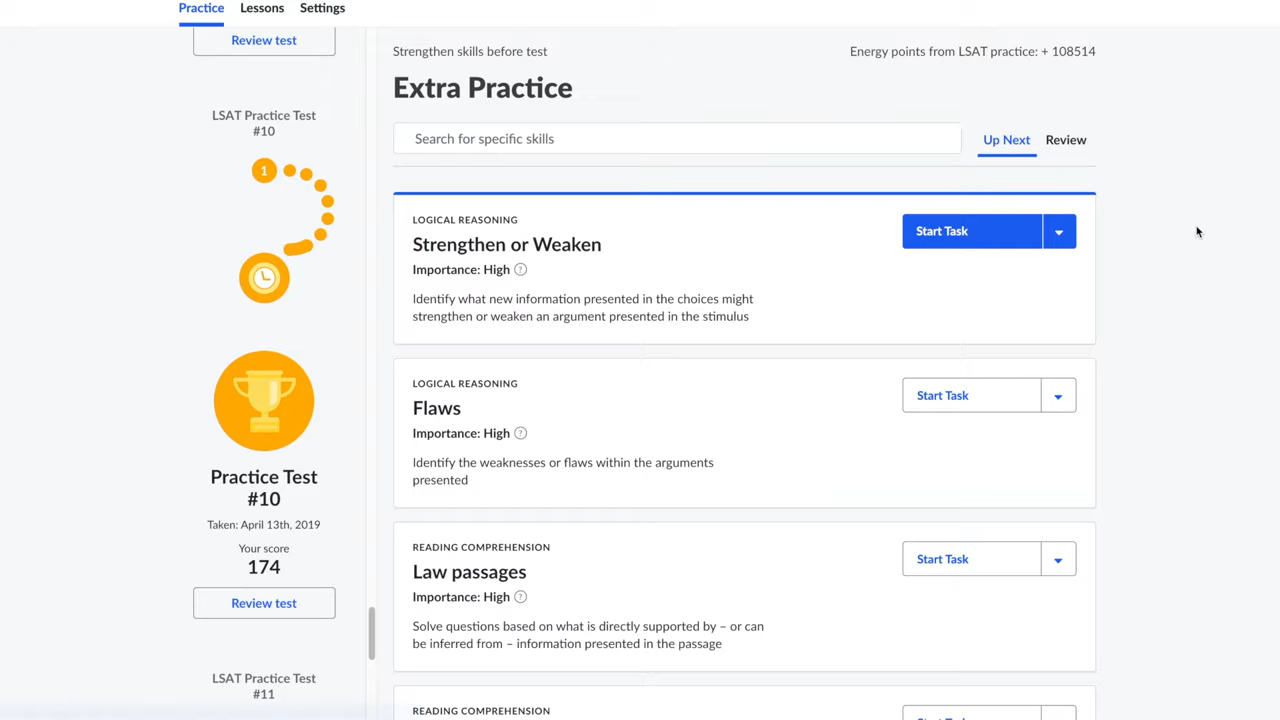 Practice Lessons Settings
Review test
LSAT Practice Test
#10
1
Practice Test
#10
Taken: April 13th, 2019
Your score
174
Review test
LSAT Practice Test
#11
Strengthen skills before test
Energy points from LSAT practice: + 108514
Extra Practice
Search for specific skills
Up Next Review
LOGICAL REASONING
Strengthen or Weaken
Importance: High ?
Identify what new information presented in the choices might
strengthen or weaken an argument presented in the stimulus
Start Task
LOGICAL REASONING
Flaws
Importance: High ?
Identify the weaknesses or flaws within the arguments
presented
Start Task
READING COMPREHENSION
Law passages
Importance: High ?
Solve questions based on what is directly supported by – or can
be inferred from – information presented in the passage
Start Task
READING COMPREHENSION
Start Task